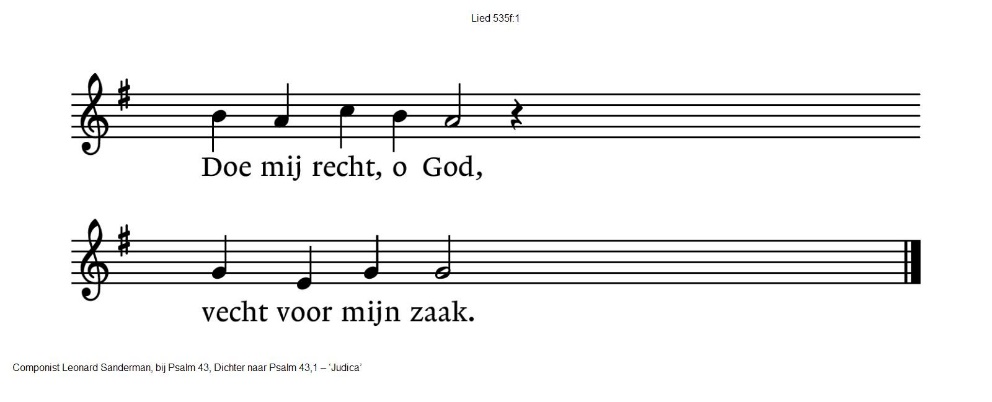 Lied 535f:1
Doe mij recht, o God,
vecht voor mijn zaak.
Componist Leonard Sanderman, bij Psalm 43, Dichter naar Psalm 43,1 – 'Judica'